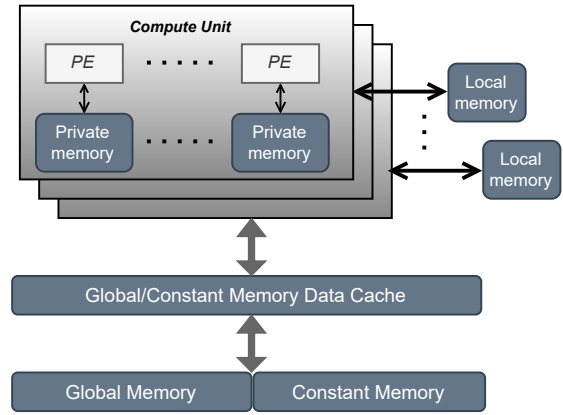 Compute Unit
PE
PE
Private
memory
Private
memory
Local
memory
Local
memory
Global/Constant Memory Data Cache
Global Memory
Constant Memory